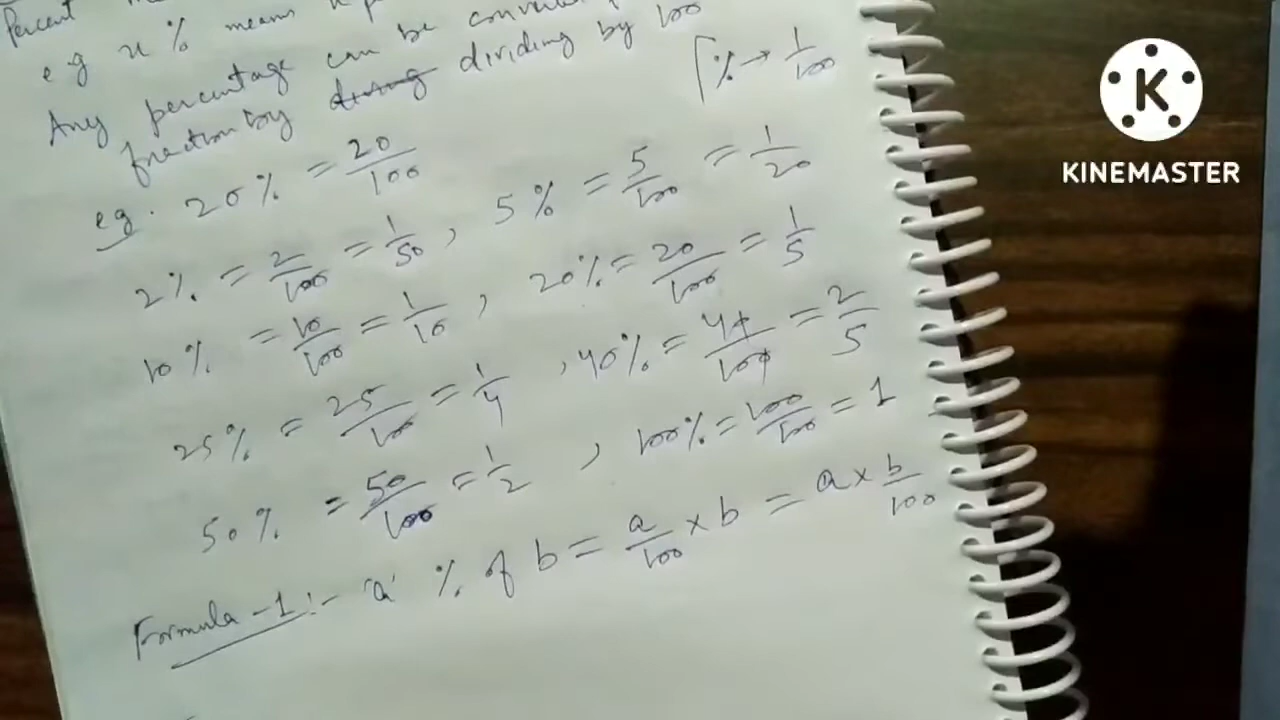 Percent
e.g x % means x p
Any percentage can be conver
fraction by during dividing by 100
[% → 1/100
eg. 20% = 20/100
2% = 2/100 = 1/50, 5% = 5/100 = 1/20
10% = 10/100 = 1/10, 20% = 20/100 = 1/5
25% = 25/100 = 1/4, 40% = 40/100 = 2/5
50% = 50/100 = 1/2, 100% = 100/100 = 1
Formula -1 :- 'a' % of b = a/100 × b = a × b/100
K
KINEMASTER